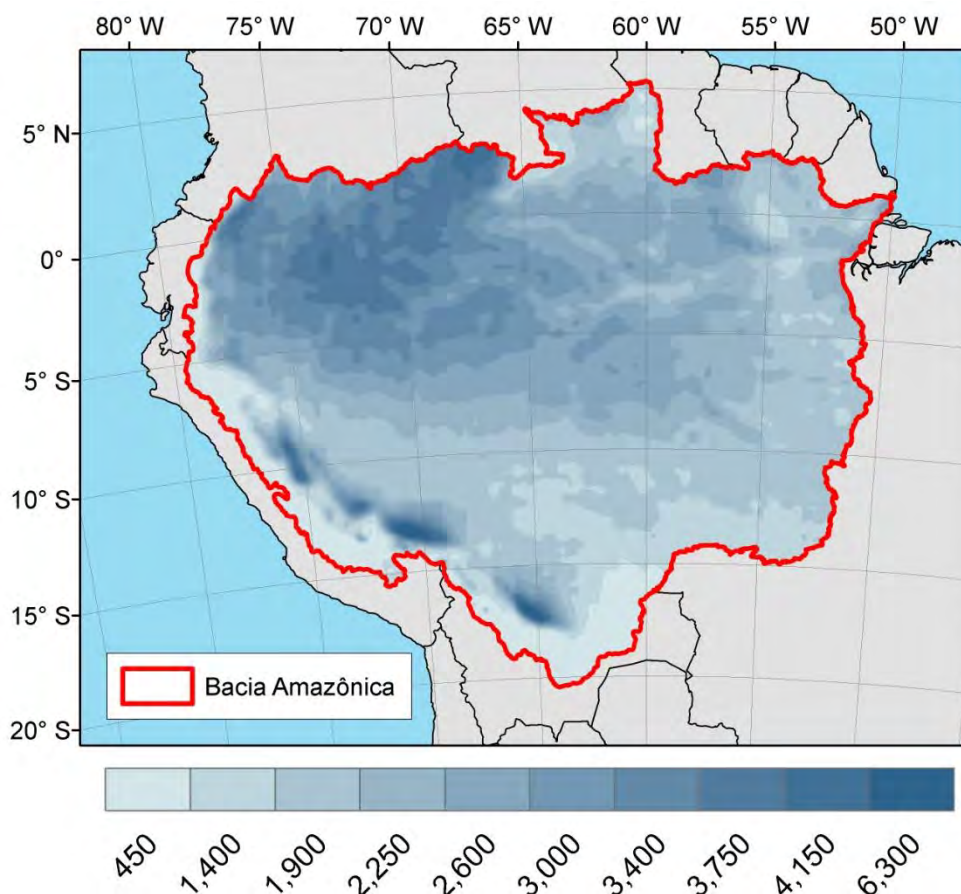 80° W 75° W 70° W 65° W 60° W 55° W 50° W
5° N
0°
5° S
10° S
15° S
20° S
Bacia Amazônica
450 1,400 1,900 2,250 2,600 3,000 3,400 3,750 4,150 6,300